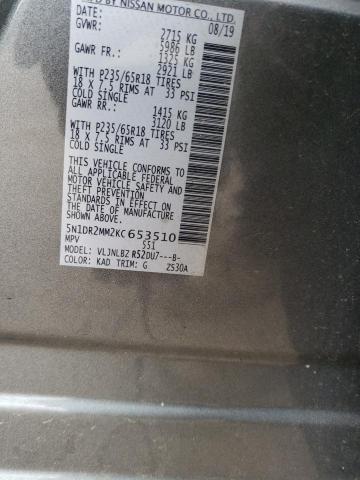 BY NISSAN MOTOR CO., LTD.
DATE: 08/19
GVWR: 2715 KG
5986 LB
GAWR FR: 1325 KG
2921 LB
WITH P235/65R18 TIRES
18 X 7.5 RIMS AT 33 PSI
COLD SINGLE
GAWR RR: 1415 KG
3120 LB
WITH P235/65R18 TIRES
18 X 7.5 RIMS AT 33 PSI
COLD SINGLE
THIS VEHICLE CONFORMS TO
ALL APPLICABLE FEDERAL
MOTOR VEHICLE SAFETY AND
THEFT PREVENTION
STANDARDS IN EFFECT ON THE
DATE OF MANUFACTURE
SHOWN ABOVE.
5N1DR2MM2KC653510
MPV S51
MODEL: VLJNLBZ R52DU7---B-
COLOR: KAD TRIM: G ZS30A